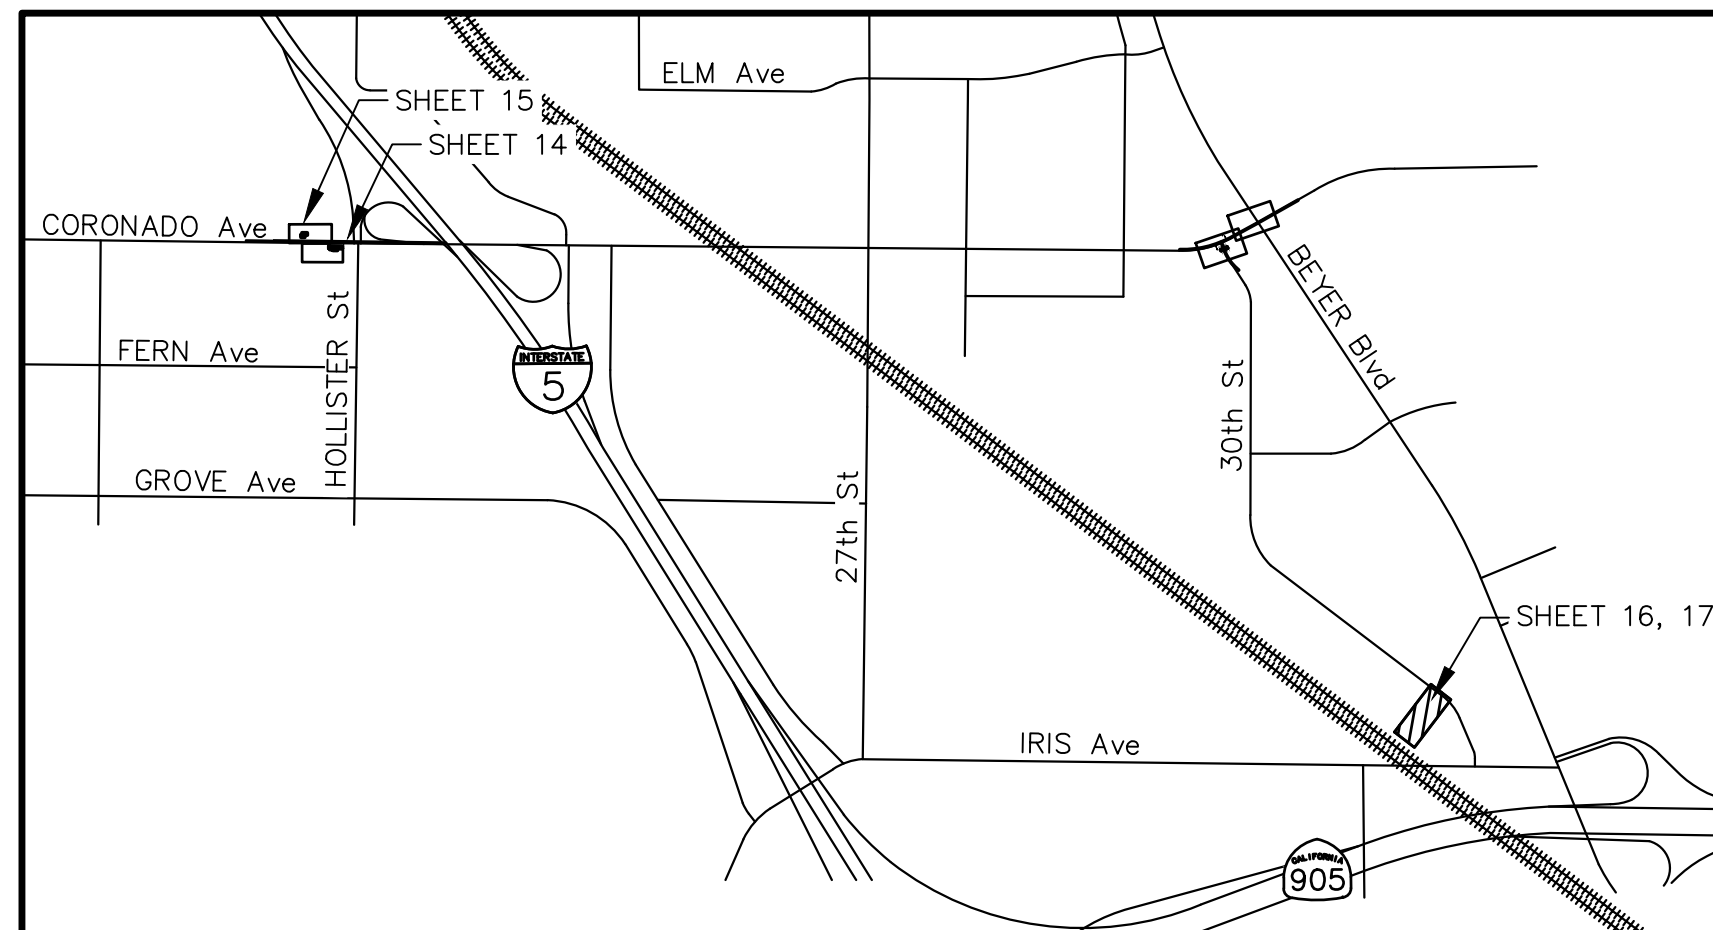 ELM Ave
SHEET 15
SHEET 14
CORONADO Ave
BEYER Blvd
HOLLISTER St
FERN Ave
INTERSTATE
5
30th St
GROVE Ave
27th St
SHEET 16, 17
IRIS Ave
CALIFORNIA
905